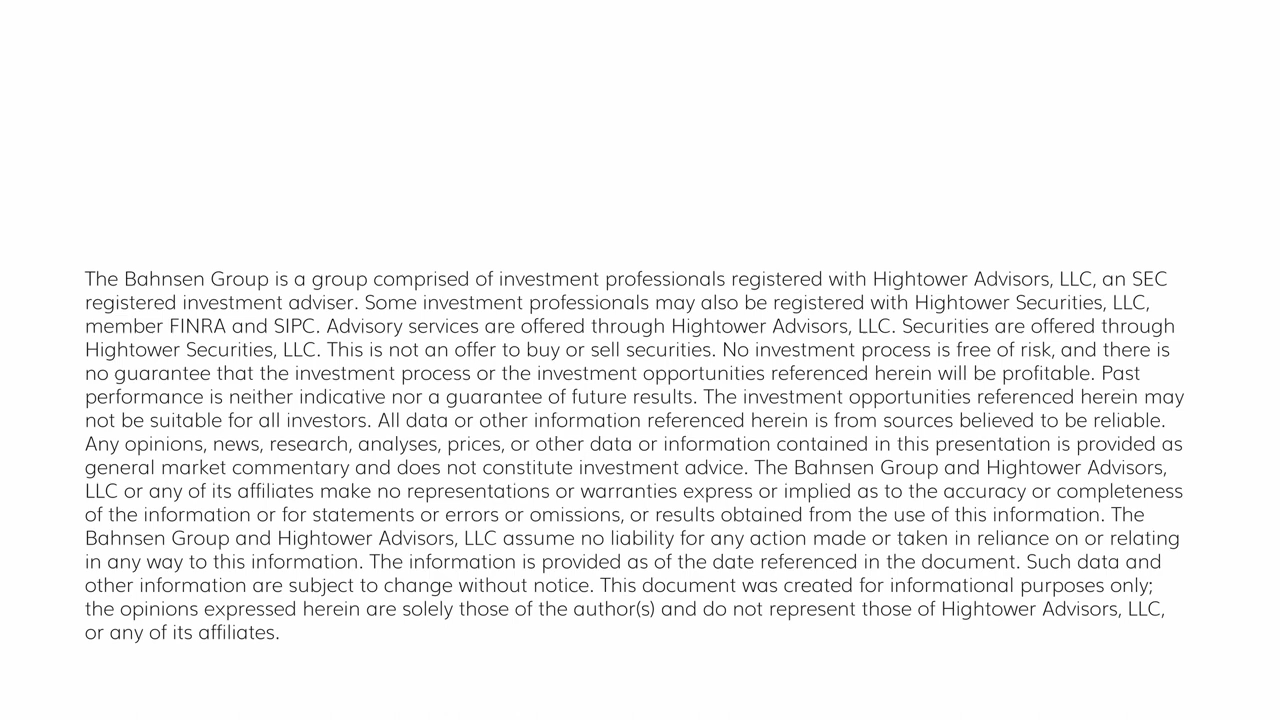 The Bahnsen Group is a group comprised of investment professionals registered with Hightower Advisors, LLC, an SEC
registered investment adviser. Some investment professionals may also be registered with Hightower Securities, LLC,
member FINRA and SIPC. Advisory services are offered through Hightower Advisors, LLC. Securities are offered through
Hightower Securities, LLC. This is not an offer to buy or sell securities. No investment process is free of risk, and there is
no guarantee that the investment process or the investment opportunities referenced herein will be profitable. Past
performance is neither indicative nor a guarantee of future results. The investment opportunities referenced herein may
not be suitable for all investors. All data or other information referenced herein is from sources believed to be reliable.
Any opinions, news, research, analyses, prices, or other data or information contained in this presentation is provided as
general market commentary and does not constitute investment advice. The Bahnsen Group and Hightower Advisors,
LLC or any of its affiliates make no representations or warranties express or implied as to the accuracy or completeness
of the information or for statements or errors or omissions, or results obtained from the use of this information. The
Bahnsen Group and Hightower Advisors, LLC assume no liability for any action made or taken in reliance on or relating
in any way to this information. The information is provided as of the date referenced in the document. Such data and
other information are subject to change without notice. This document was created for informational purposes only;
the opinions expressed herein are solely those of the author(s) and do not represent those of Hightower Advisors, LLC,
or any of its affiliates.